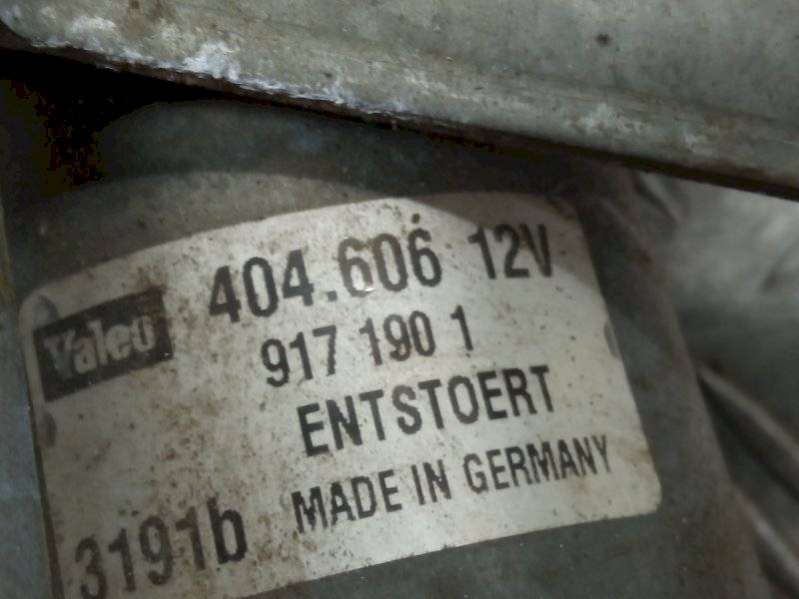 404.606 12V
Valeo
917 190 1
ENTSTOERT
MADE IN GERMANY
3191b